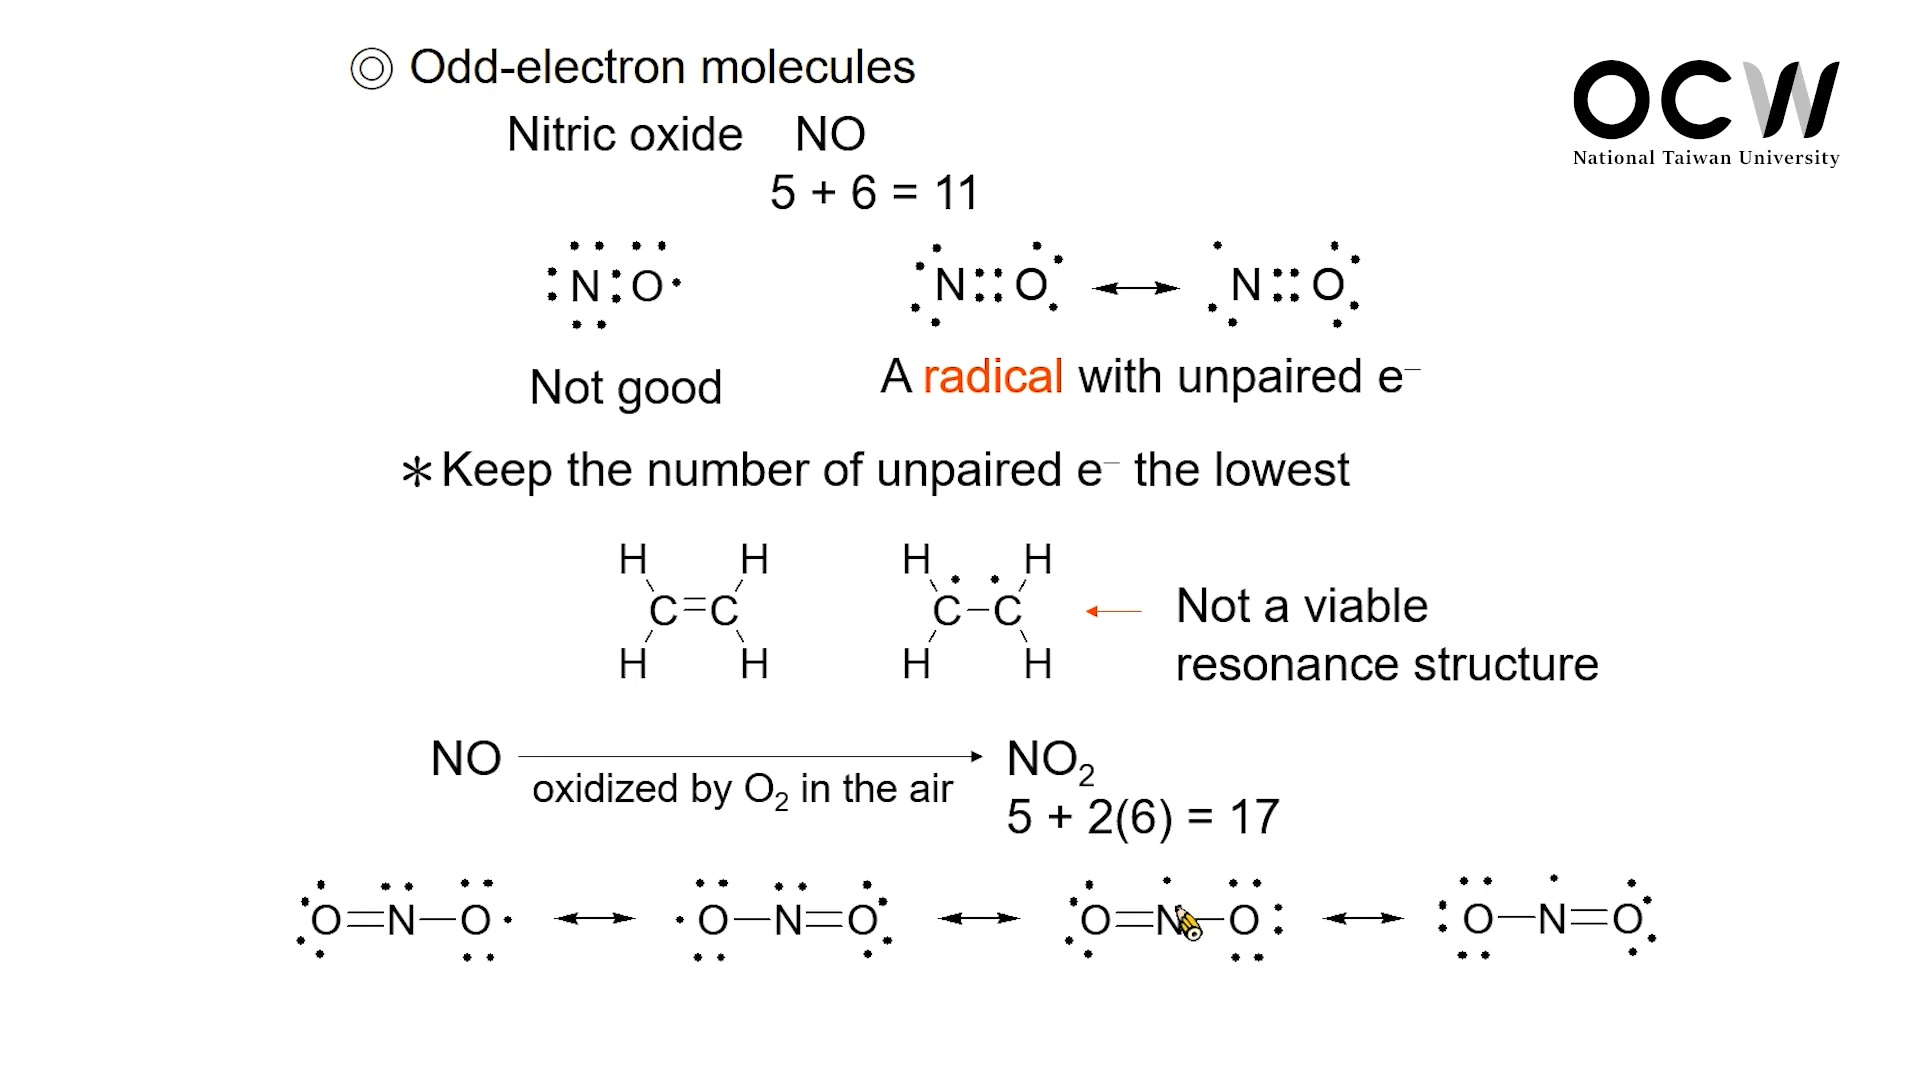 ◎ Odd-electron molecules
OCW
National Taiwan University
Nitric oxide NO
5 + 6 = 11
N:O· N::O ↔ N::O
Not good
A radical with unpaired e⁻
*Keep the number of unpaired e⁻ the lowest
H H H H
C=C C–C
H H H H
← Not a viable
resonance structure
NO → NO₂
oxidized by O₂ in the air
5 + 2(6) = 17
O=N–O· ↔ ·O–N=O ↔ O=N–O: ↔ :O–N=O